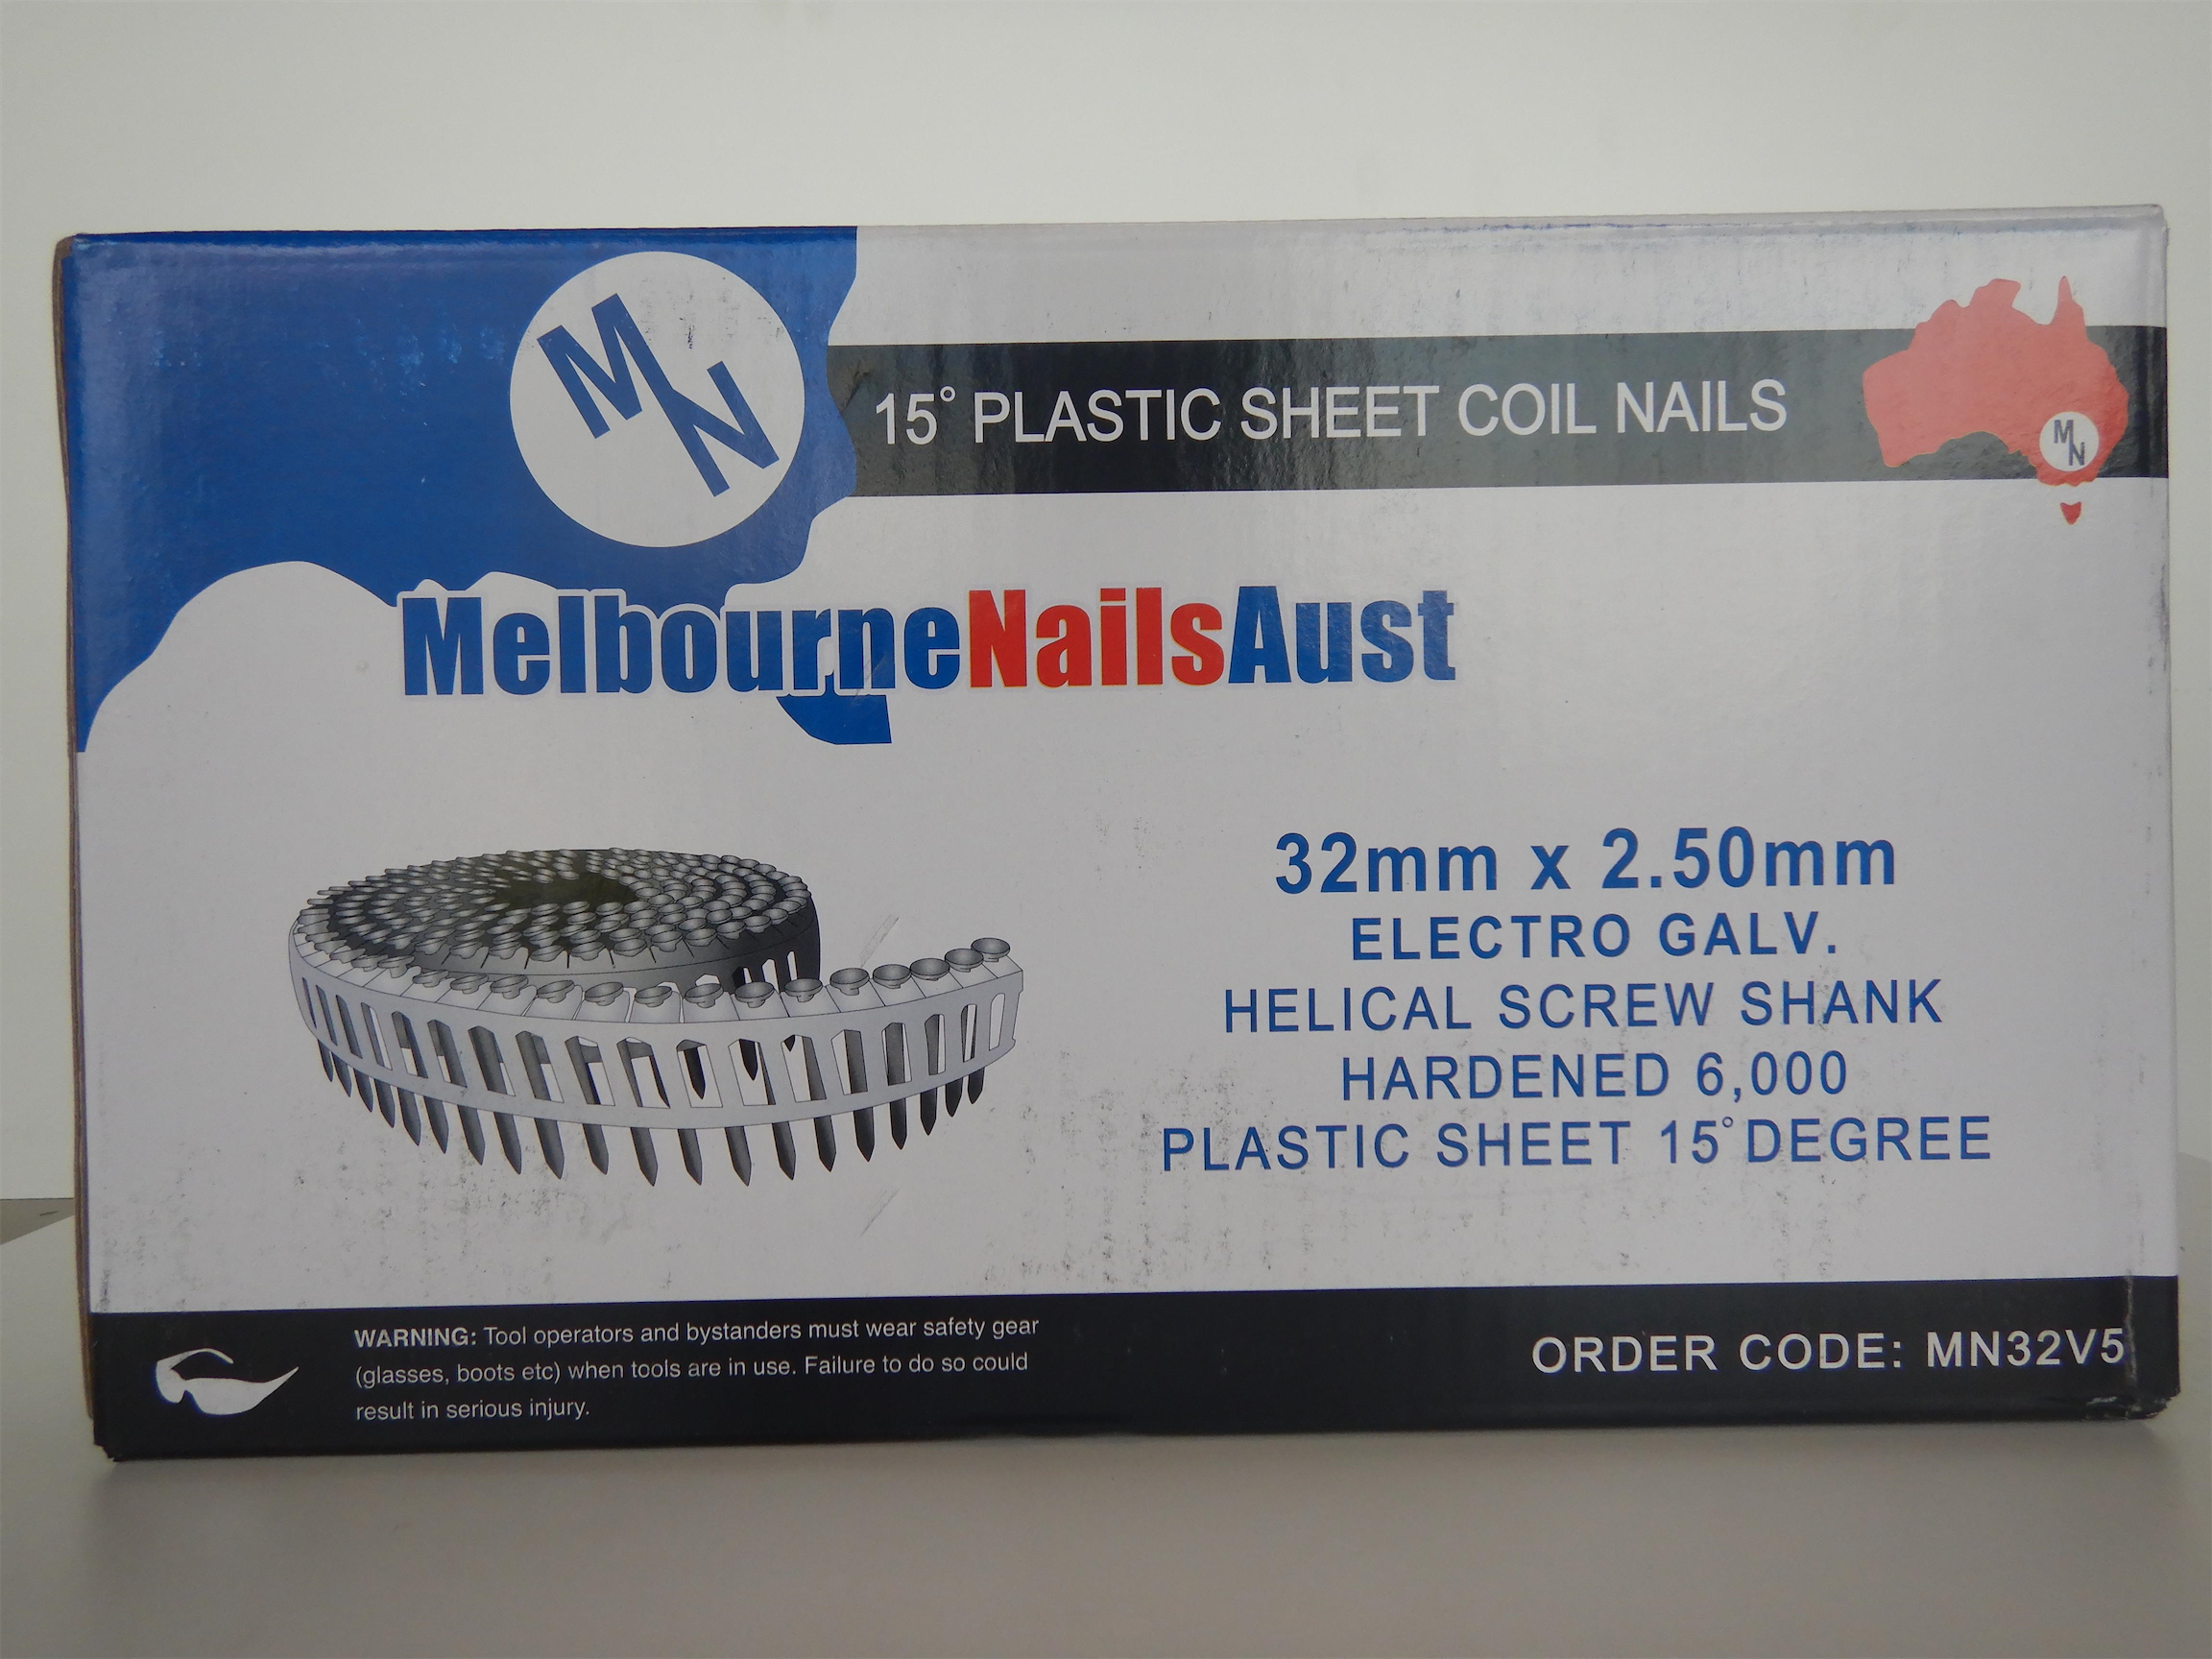 MN
15° PLASTIC SHEET COIL NAILS
MN
MelbourneNailsAust
32mm x 2.50mm
ELECTRO GALV.
HELICAL SCREW SHANK
HARDENED 6,000
PLASTIC SHEET 15° DEGREE
WARNING: Tool operators and bystanders must wear safety gear
(glasses, boots etc) when tools are in use. Failure to do so could
result in serious injury.
ORDER CODE: MN32V5